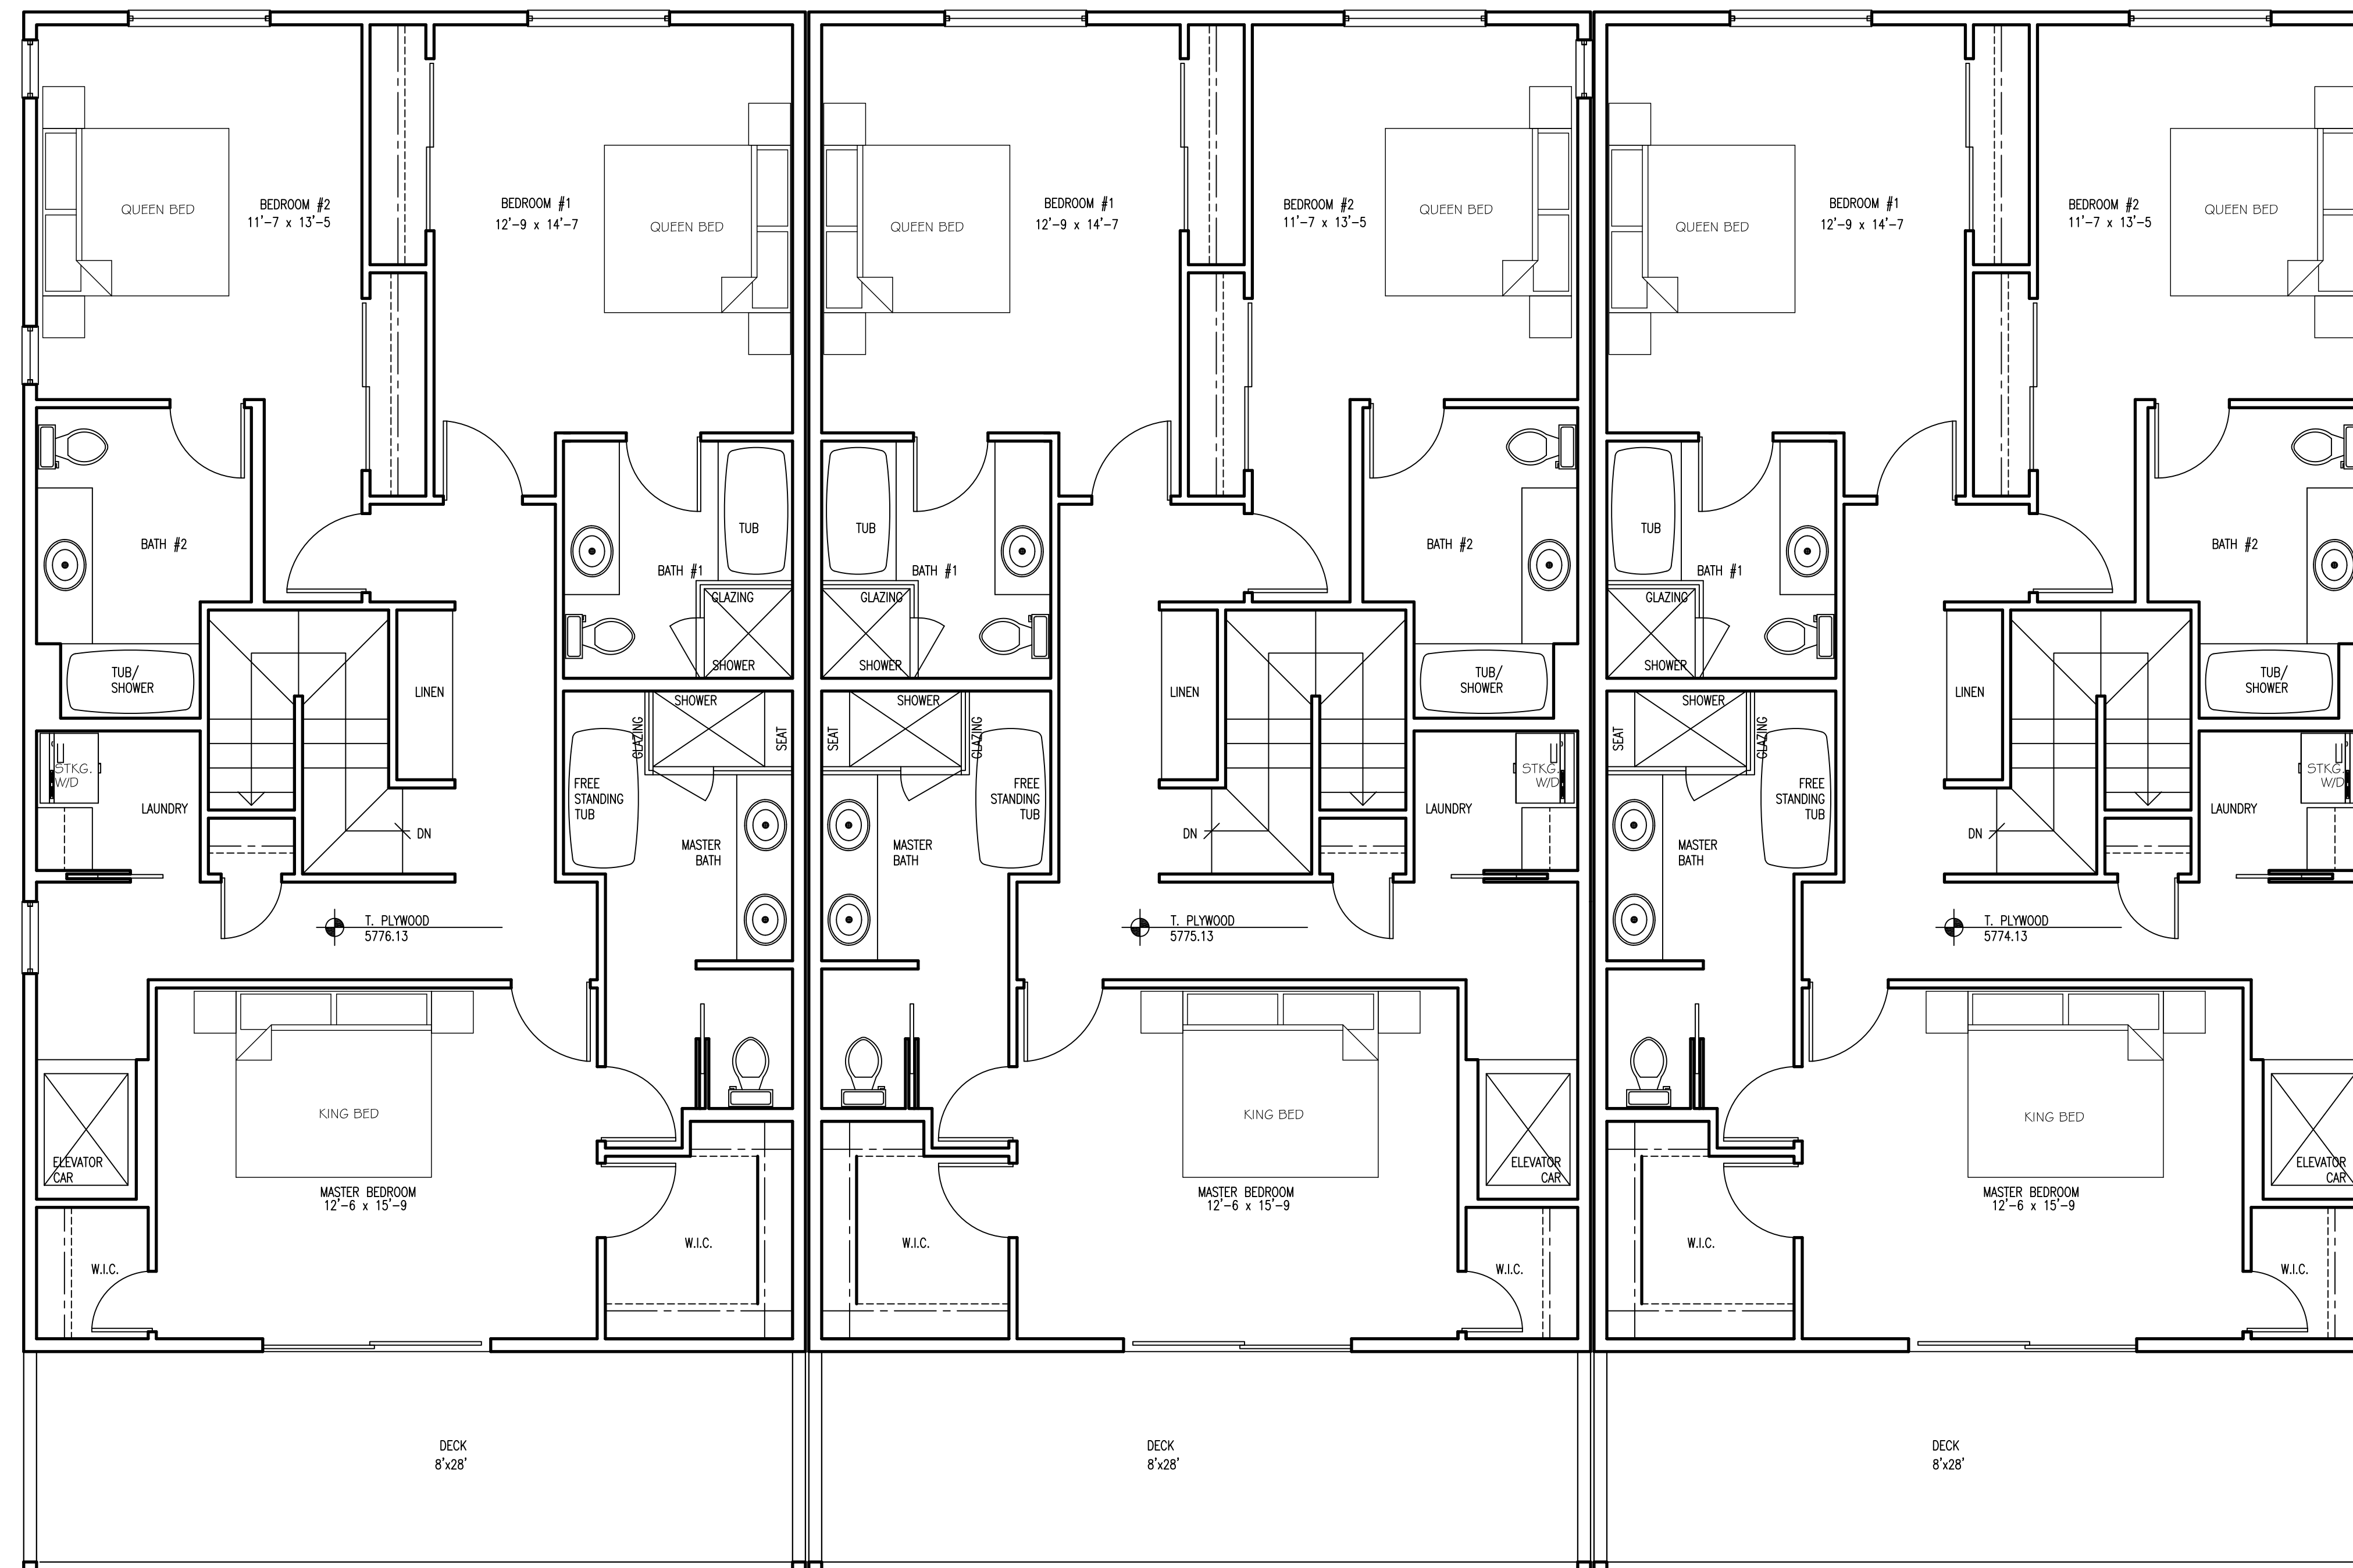 QUEEN BED
BEDROOM #2
11'-7 x 13'-5
BEDROOM #1
12'-9 x 14'-7
QUEEN BED
BATH #2
TUB
BATH #1
GLAZING
SHOWER
TUB/
SHOWER
LINEN
SHOWER
GLAZING
SEAT
STKG.
W/D
LAUNDRY
FREE
STANDING
TUB
DN
MASTER
BATH
T. PLYWOOD
5776.13
KING BED
ELEVATOR
CAR
MASTER BEDROOM
12'-6 x 15'-9
W.I.C.
W.I.C.
DECK
8'x28'
QUEEN BED
BEDROOM #1
12'-9 x 14'-7
BEDROOM #2
11'-7 x 13'-5
QUEEN BED
TUB
BATH #1
BATH #2
GLAZING
SHOWER
LINEN
TUB/
SHOWER
SHOWER
SEAT
GLAZING
FREE
STANDING
TUB
STKG.
W/D
LAUNDRY
DN
MASTER
BATH
T. PLYWOOD
5775.13
KING BED
ELEVATOR
CAR
MASTER BEDROOM
12'-6 x 15'-9
W.I.C.
W.I.C.
DECK
8'x28'
QUEEN BED
BEDROOM #1
12'-9 x 14'-7
BEDROOM #2
11'-7 x 13'-5
QUEEN BED
TUB
BATH #1
BATH #2
GLAZING
SHOWER
LINEN
TUB/
SHOWER
SHOWER
SEAT
GLAZING
FREE
STANDING
TUB
STKG.
W/D
LAUNDRY
DN
MASTER
BATH
T. PLYWOOD
5774.13
KING BED
ELEVATOR
CAR
MASTER BEDROOM
12'-6 x 15'-9
W.I.C.
W.I.C.
DECK
8'x28'